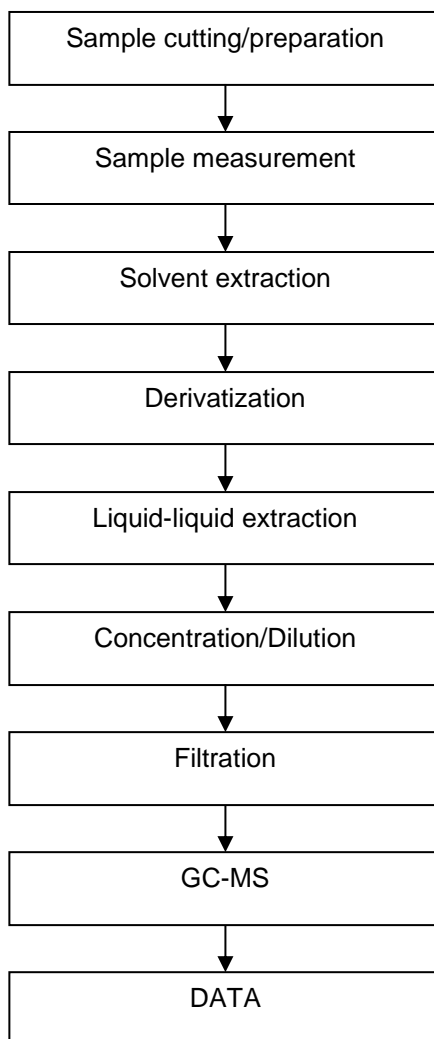 Sample cutting/preparation
Sample measurement
Solvent extraction
Derivatization
Liquid-liquid extraction
Concentration/Dilution
Filtration
GC-MS
DATA